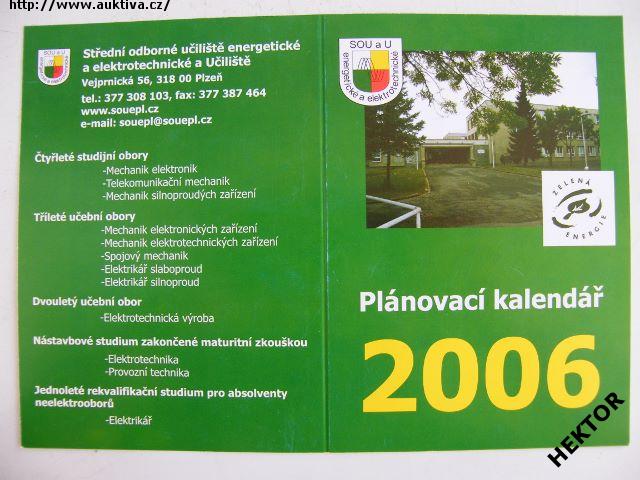 http://www.auktiva.cz/
SOU a U
energetické a elektrotechnické
Střední odborné učiliště energetické
a elektrotechnické a Učiliště
Vejprnická 56, 318 00 Plzeň
tel.: 377 308 103, fax: 377 387 464
www.souepl.cz
e-mail: souepl@souepl.cz
Čtyřleté studijní obory
-Mechanik elektronik
-Telekomunikační mechanik
-Mechanik silnoproudých zařízení
Tříleté učební obory
-Mechanik elektronických zařízení
-Mechanik elektrotechnických zařízení
-Spojový mechanik
-Elektrikář slaboproud
-Elektrikář silnoproud
Dvouletý učební obor
-Elektrotechnická výroba
Nástavbové studium zakončené maturitní zkouškou
-Elektrotechnika
-Provozní technika
Jednoleté rekvalifikační studium pro absolventy
neelektrooborů
-Elektrikář
SOU a U
energetické a elektrotechnické
ZELENÁ
ENERGIE
Plánovací kalendář
2006
HEKTOR